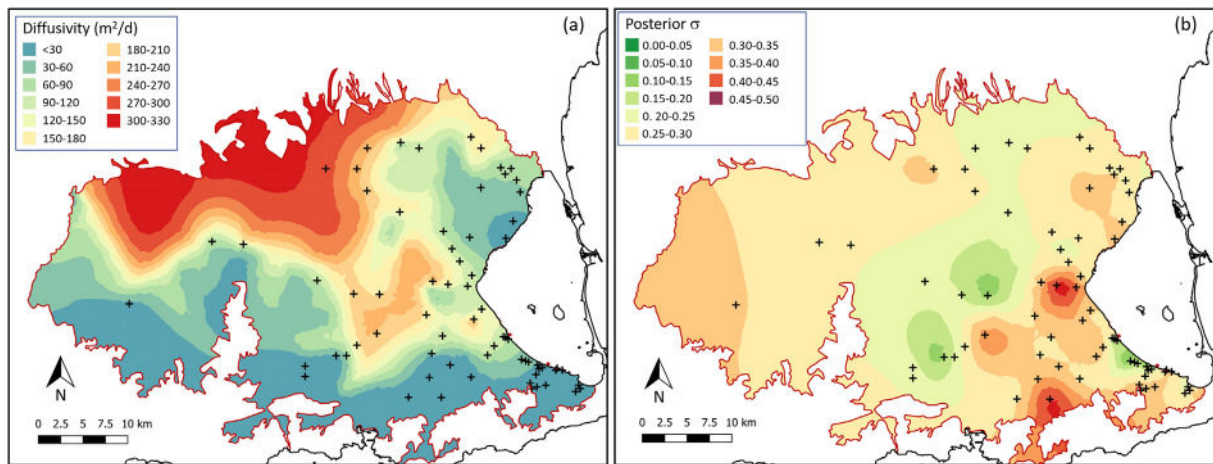 Diffusivity (m²/d)
<30
30-60
60-90
90-120
120-150
150-180
180-210
210-240
240-270
270-300
300-330
(a)
N
0 2.5 5 7.5 10 km
Posterior σ
0.00-0.05
0.05-0.10
0.10-0.15
0.15-0.20
0. 20-0.25
0.25-0.30
0.30-0.35
0.35-0.40
0.40-0.45
0.45-0.50
(b)
N
0 2.5 5 7.5 10 km